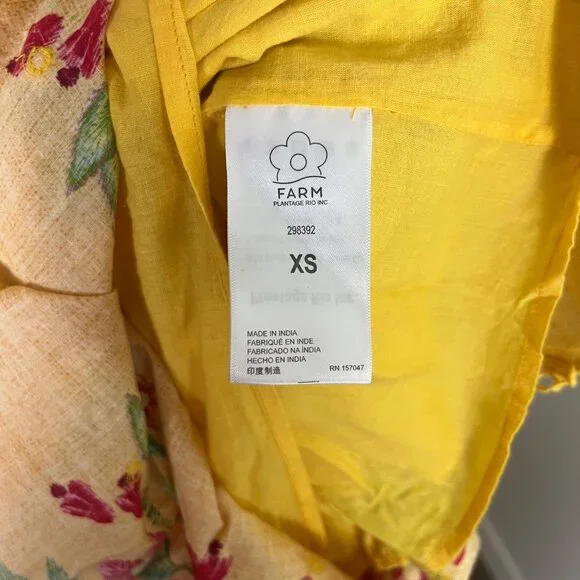 FARM
PLANTAGE RIO INC
298392
XS
MADE IN INDIA
FABRIQUÉ EN INDE
FABRICADO NA ÍNDIA
HECHO EN INDIA
印度制造
RN 157047